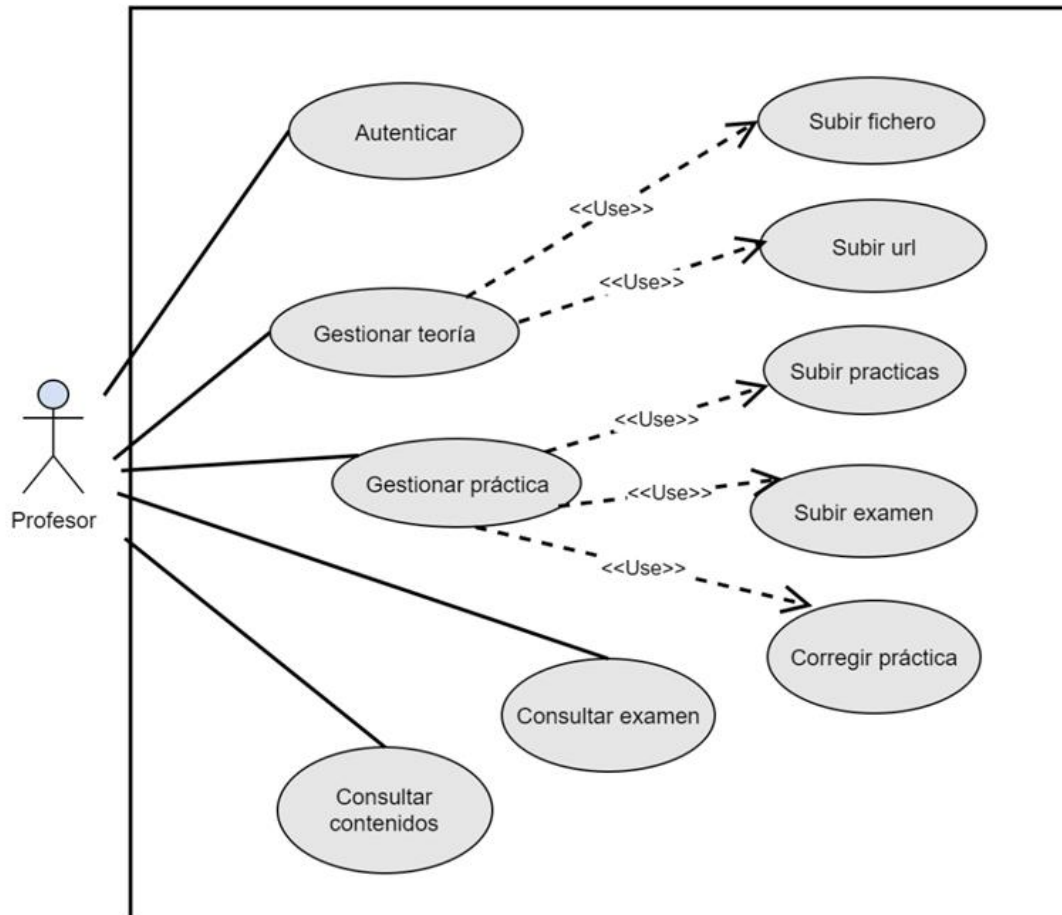 Autenticar
Subir fichero
<<Use>>
Subir url
<<Use>>
Gestionar teoría
Subir practicas
<<Use>>
Gestionar práctica
<<Use>>
Subir examen
Profesor
<<Use>>
Corregir práctica
Consultar examen
Consultar
contenidos